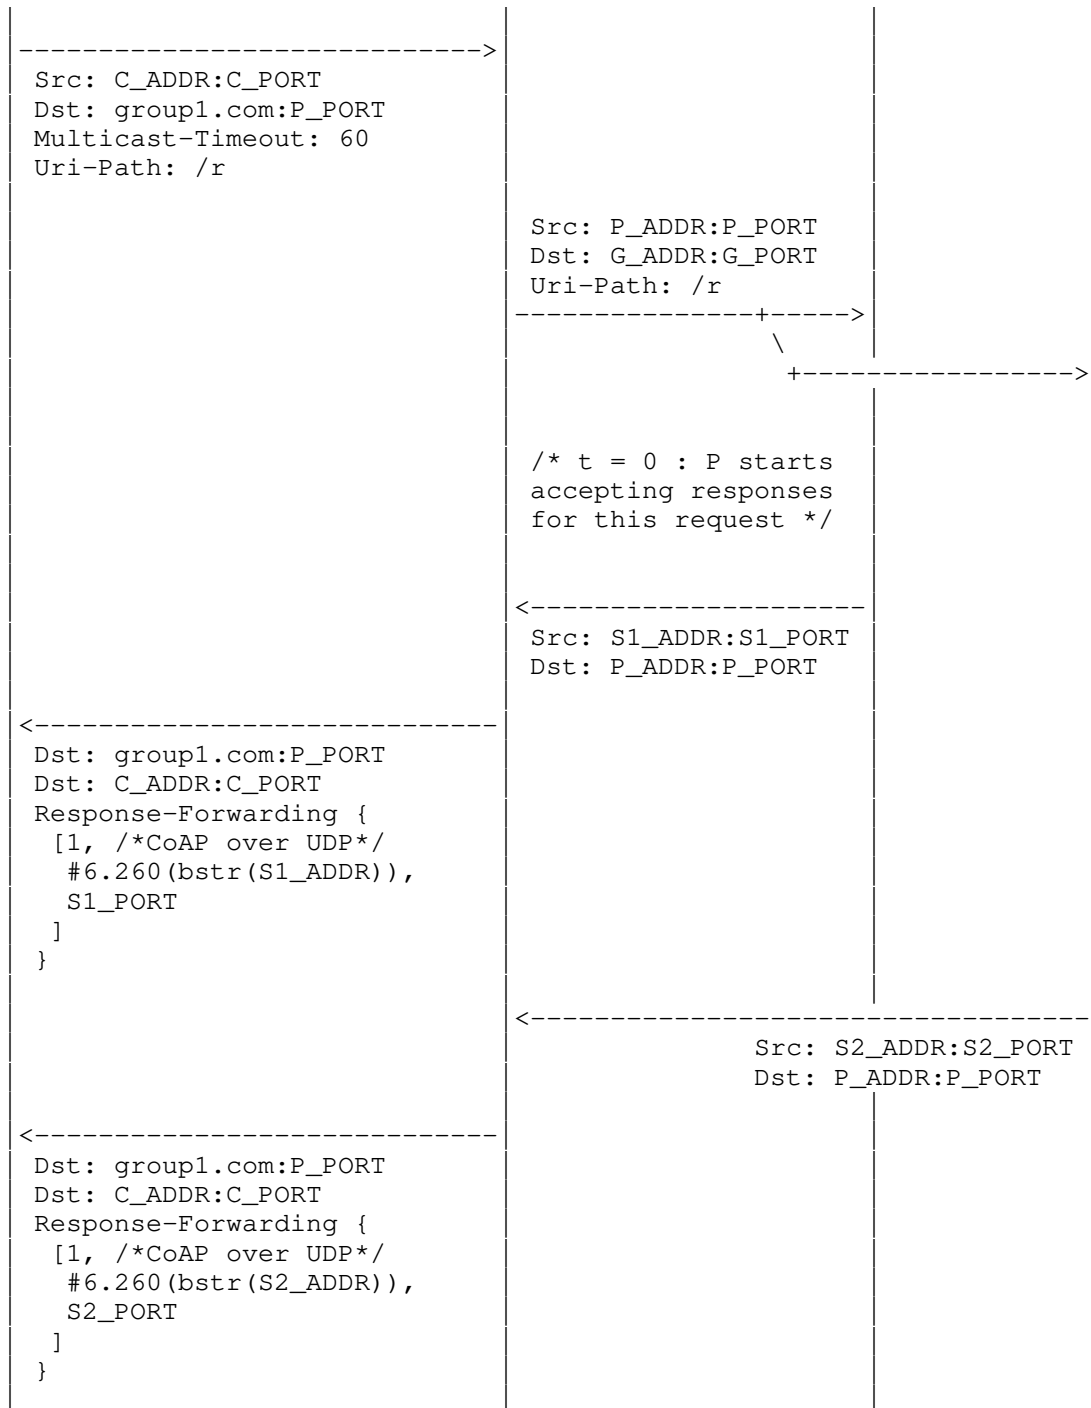 Src: C_ADDR:C_PORT
Dst: group1.com:P_PORT
Multicast-Timeout: 60
Uri-Path: /r
Src: P_ADDR:P_PORT
Dst: G_ADDR:G_PORT
Uri-Path: /r
/* t = 0 : P starts
accepting responses
for this request */
Src: S1_ADDR:S1_PORT
Dst: P_ADDR:P_PORT
Dst: group1.com:P_PORT
Dst: C_ADDR:C_PORT
Response-Forwarding {
[1, /*CoAP over UDP*/
#6.260(bstr(S1_ADDR)),
S1_PORT
]
}
Src: S2_ADDR:S2_PORT
Dst: P_ADDR:P_PORT
Dst: group1.com:P_PORT
Dst: C_ADDR:C_PORT
Response-Forwarding {
[1, /*CoAP over UDP*/
#6.260(bstr(S2_ADDR)),
S2_PORT
]
}